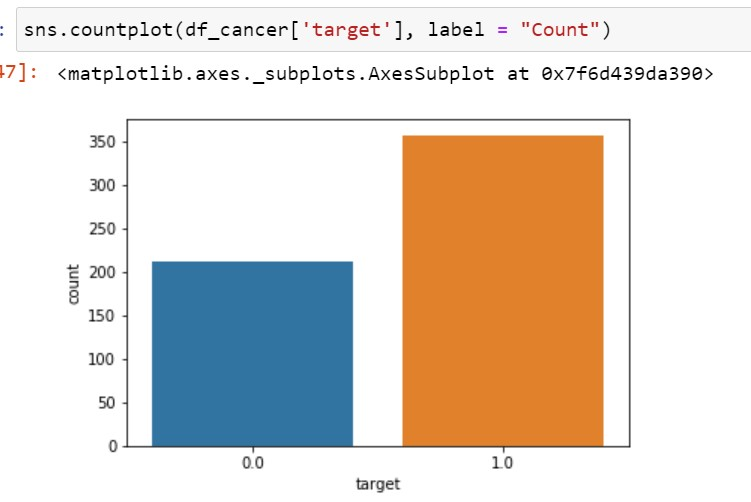 : sns.countplot(df_cancer['target'], label = "Count")
47]: <matplotlib.axes._subplots.AxesSubplot at 0x7f6d439da390>
350
300
250
200
150
100
50
0
count
0.0 1.0
target